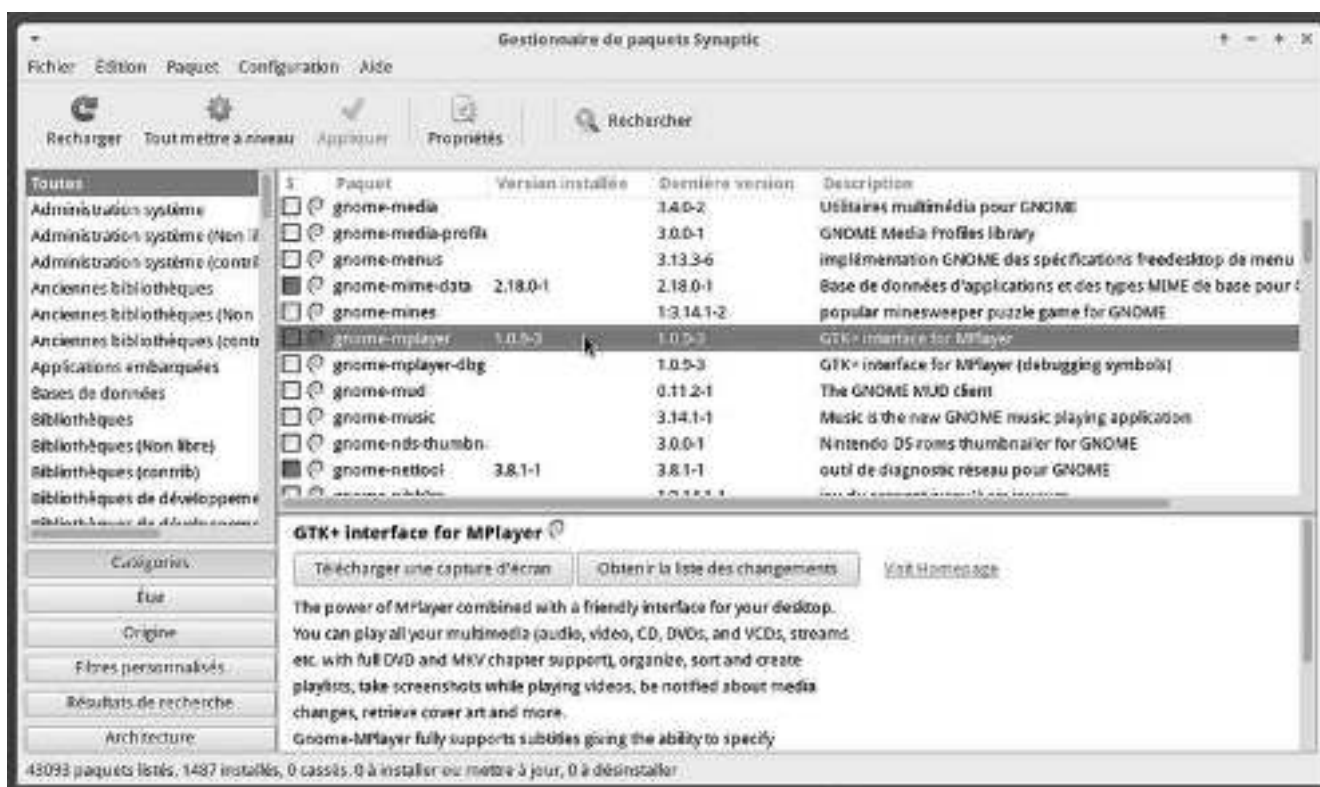 Gestionnaire de paquets Synaptic
Fichier Édition Paquet Configuration Aide
Recharger Tout mettre à niveau Appliquer Propriétés Rechercher
Toutes
Administration système
Administration système (Non li
Administration système (contri
Anciennes bibliothèques
Anciennes bibliothèques (Non
Anciennes bibliothèques (contr
Applications embarquées
Bases de données
Bibliothèques
Bibliothèques (Non libre)
Bibliothèques (contrib)
Bibliothèques de développeme
Catégories
État
Origine
Filtres personnalisés
Résultats de recherche
Architecture
S Paquet Version installée Dernière version Description
gnome-media 3.4.0-2 Utilitaires multimédia pour GNOME
gnome-media-profile 3.0.0-1 GNOME Media Profiles library
gnome-menus 3.13.3-6 implémentation GNOME des spécifications freedesktop de menu
gnome-mime-data 2.18.0-1 2.18.0-1 Base de données d'applications et des types MIME de base pour
gnome-mines 1:3.14.1-2 popular minesweeper puzzle game for GNOME
gnome-mplayer 1.0.9-3 1.0.9-3 GTK+ interface for MPlayer
gnome-mplayer-dbg 1.0.9-3 GTK+ interface for MPlayer (debugging symbols)
gnome-mud 0.11.2-1 The GNOME MUD client
gnome-music 3.14.1-1 Music is the new GNOME music playing application
gnome-nds-thumbn 3.0.0-1 Nintendo DS roms thumbnailer for GNOME
gnome-nettool 3.8.1-1 3.8.1-1 outil de diagnostic réseau pour GNOME
GTK+ interface for MPlayer
Télécharger une capture d'écran Obtenir la liste des changements Visit Homepage
The power of MPlayer combined with a friendly interface for your desktop.
You can play all your multimedia (audio, video, CD, DVDs, and VCDs, streams
etc. with full DVD and MKV chapter support), organize, sort and create
playlists, take screenshots while playing videos, be notified about media
changes, retrieve cover art and more.
Gnome-MPlayer fully supports subtitles giving the ability to specify
43093 paquets listés, 1487 installés, 0 cassés. 0 à installer ou mettre à jour, 0 à désinstaller